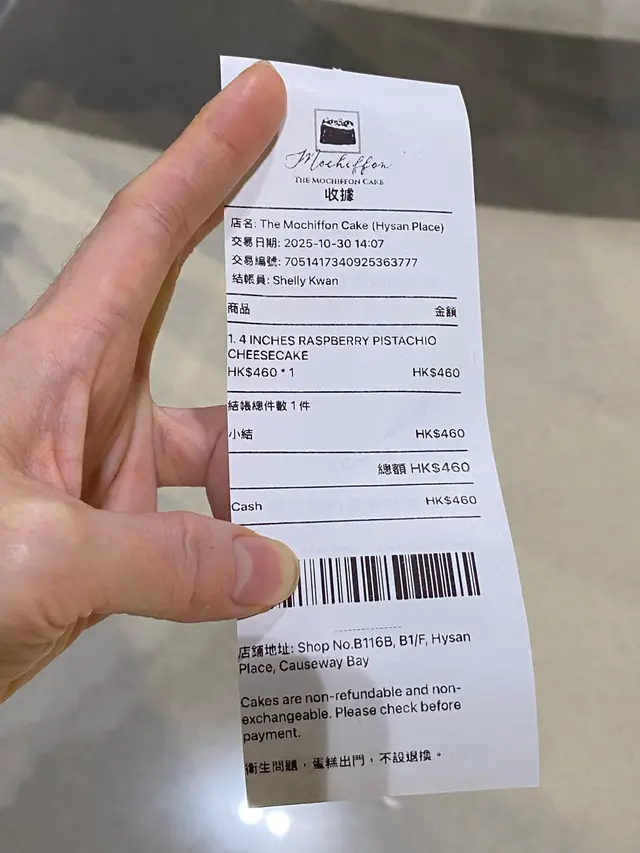 Mochiffon
THE MOCHIFFON CAKE
收據
店名: The Mochiffon Cake (Hysan Place)
交易日期: 2025-10-30 14:07
交易編號: 7051417340925363777
結帳員: Shelly Kwan
商品 金額
1. 4 INCHES RASPBERRY PISTACHIO
CHEESECAKE
HK$460 * 1 HK$460
結帳總件數 1 件
小結 HK$460
總額 HK$460
Cash HK$460
店鋪地址: Shop No.B116B, B1/F, Hysan
Place, Causeway Bay
Cakes are non-refundable and non-
exchangeable. Please check before
payment.
衛生問題，蛋糕出門，不設退換。